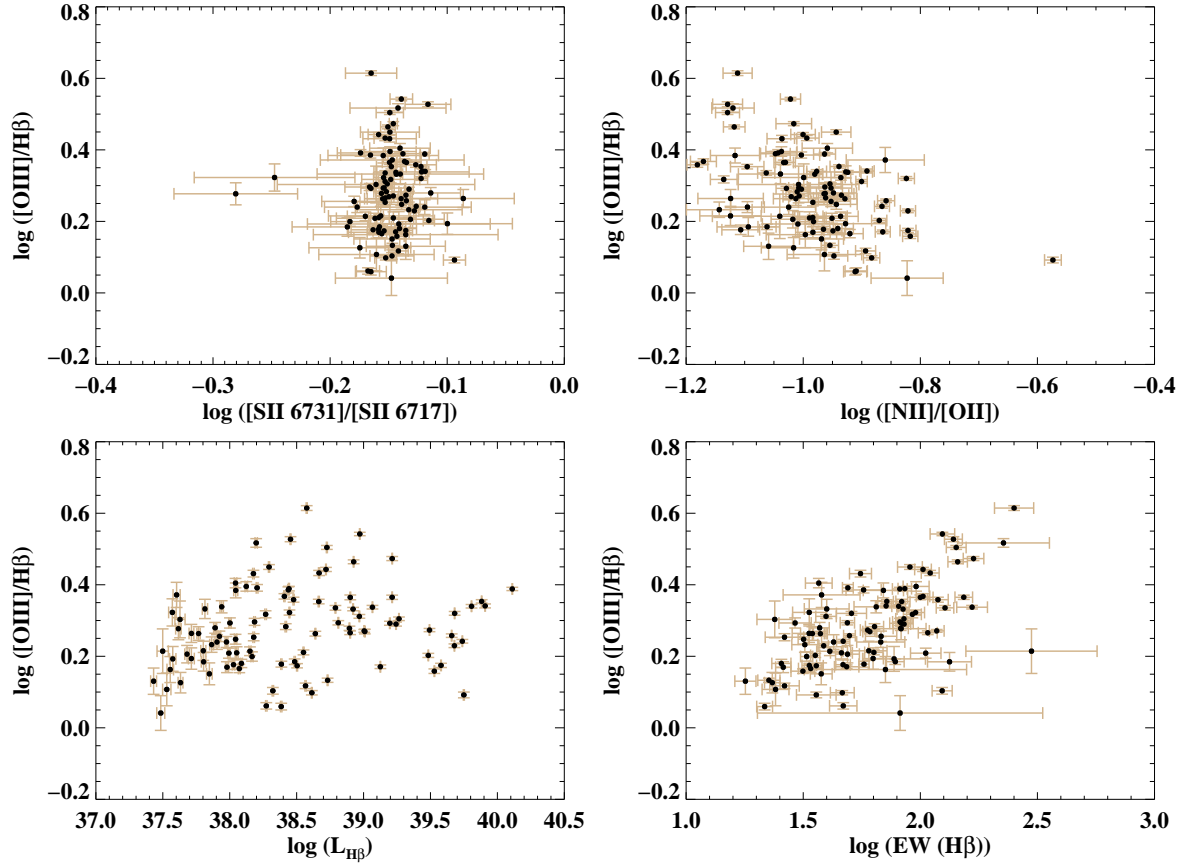 0.8
0.6
0.4
0.2
0.0
−0.2
log ([OIII]/Hβ)
−0.4 −0.3 −0.2 −0.1 0.0
log ([SII 6731]/[SII 6717])
0.8
0.6
0.4
0.2
0.0
−0.2
log ([OIII]/Hβ)
−1.2 −1.0 −0.8 −0.6 −0.4
log ([NII]/[OII])
0.8
0.6
0.4
0.2
0.0
−0.2
log ([OIII]/Hβ)
37.0 37.5 38.0 38.5 39.0 39.5 40.0 40.5
log (LHβ)
0.8
0.6
0.4
0.2
0.0
−0.2
log ([OIII]/Hβ)
1.0 1.5 2.0 2.5 3.0
log (EW (Hβ))